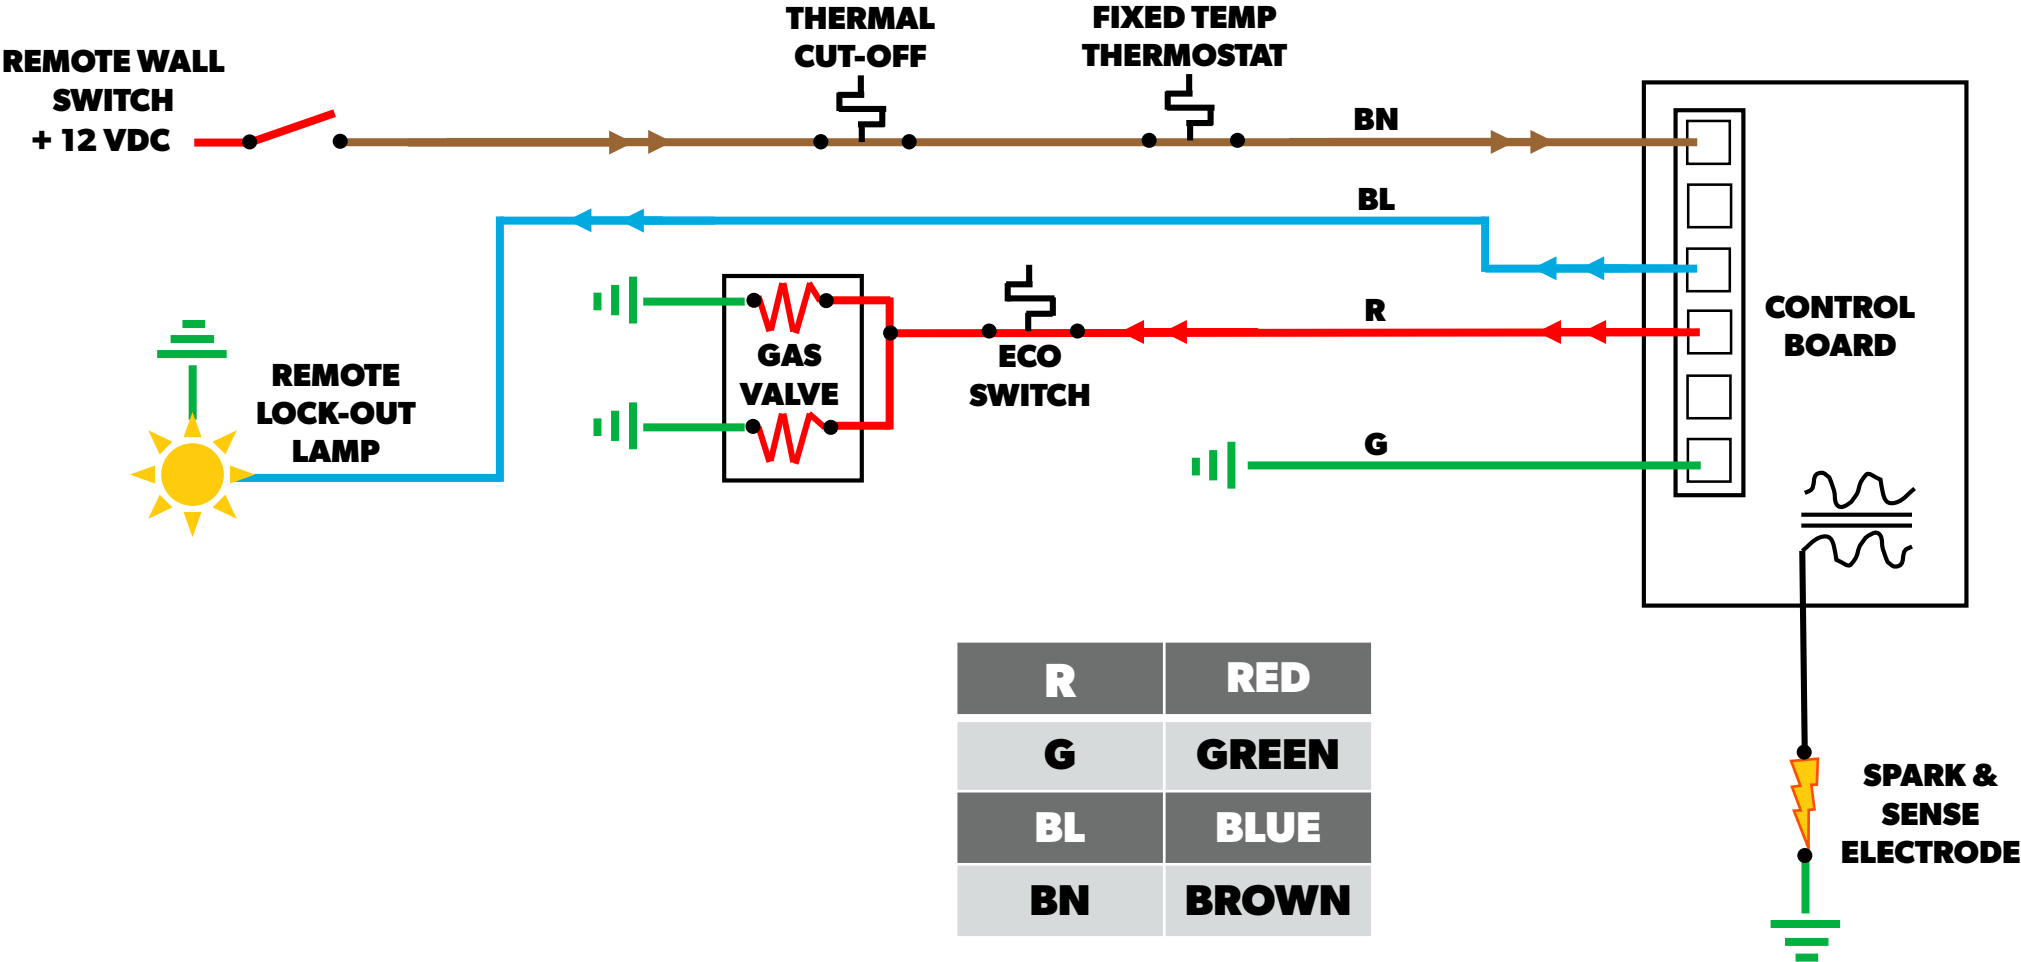 REMOTE WALL
SWITCH
+ 12 VDC
THERMAL
CUT-OFF
FIXED TEMP
THERMOSTAT
BN
BL
R
G
CONTROL
BOARD
GAS
VALVE
ECO
SWITCH
REMOTE
LOCK-OUT
LAMP
R RED
G GREEN
BL BLUE
BN BROWN
SPARK &
SENSE
ELECTRODE